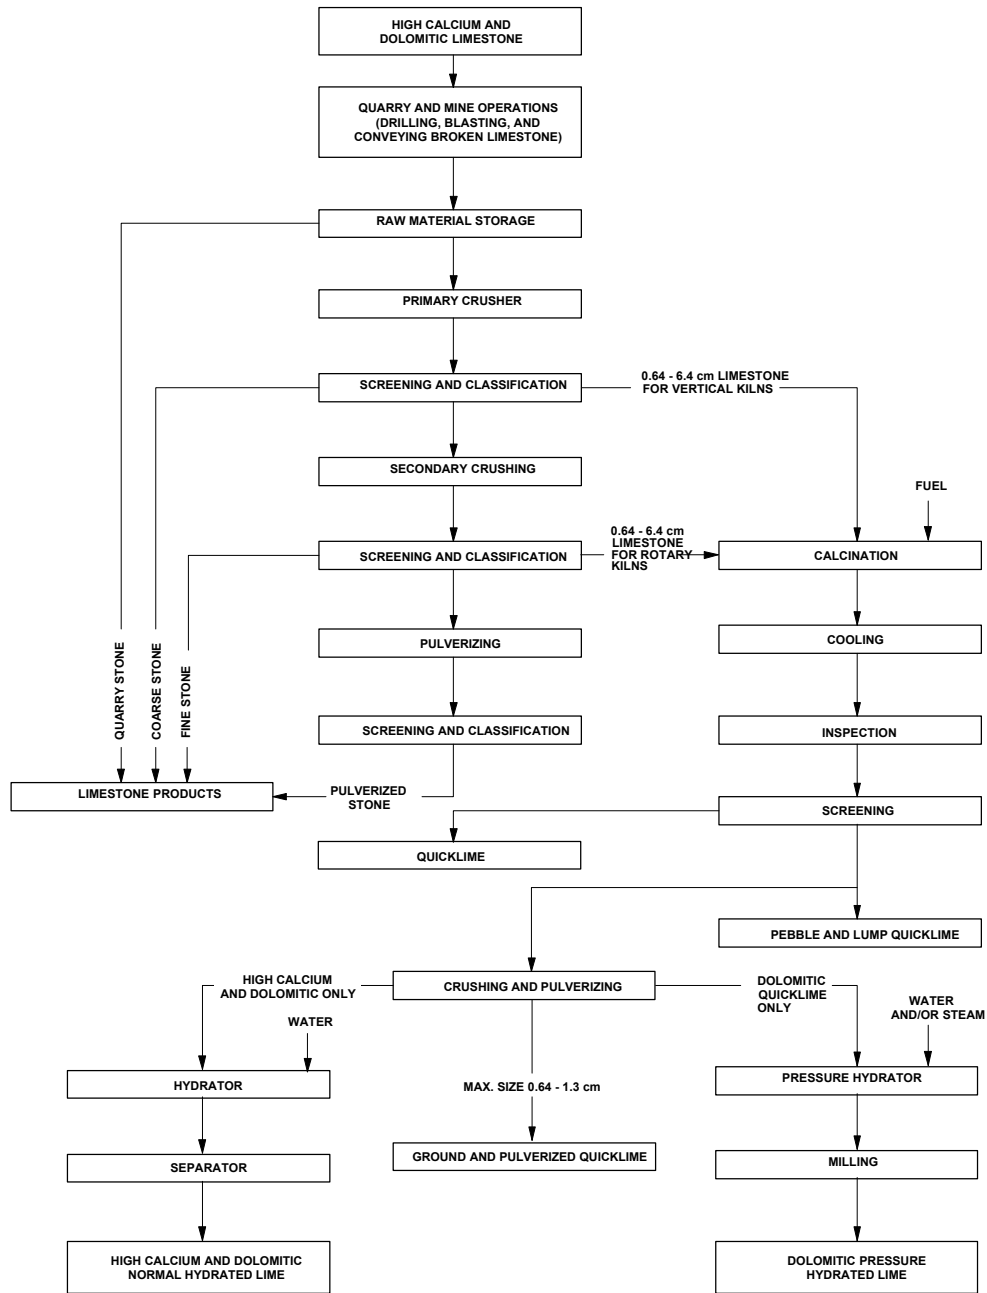 HIGH CALCIUM AND
DOLOMITIC LIMESTONE
QUARRY AND MINE OPERATIONS
(DRILLING, BLASTING, AND
CONVEYING BROKEN LIMESTONE)
RAW MATERIAL STORAGE
PRIMARY CRUSHER
SCREENING AND CLASSIFICATION
0.64 - 6.4 cm LIMESTONE
FOR VERTICAL KILNS
SECONDARY CRUSHING
FUEL
SCREENING AND CLASSIFICATION
0.64 - 6.4 cm
LIMESTONE
FOR ROTARY
KILNS
CALCINATION
PULVERIZING
COOLING
QUARRY STONE
COARSE STONE
FINE STONE
SCREENING AND CLASSIFICATION
INSPECTION
LIMESTONE PRODUCTS
PULVERIZED
STONE
SCREENING
QUICKLIME
PEBBLE AND LUMP QUICKLIME
HIGH CALCIUM
AND DOLOMITIC ONLY
CRUSHING AND PULVERIZING
DOLOMITIC
QUICKLIME
ONLY
WATER
WATER
AND/OR STEAM
HYDRATOR
MAX. SIZE 0.64 - 1.3 cm
PRESSURE HYDRATOR
SEPARATOR
GROUND AND PULVERIZED QUICKLIME
MILLING
HIGH CALCIUM AND DOLOMITIC
NORMAL HYDRATED LIME
DOLOMITIC PRESSURE
HYDRATED LIME